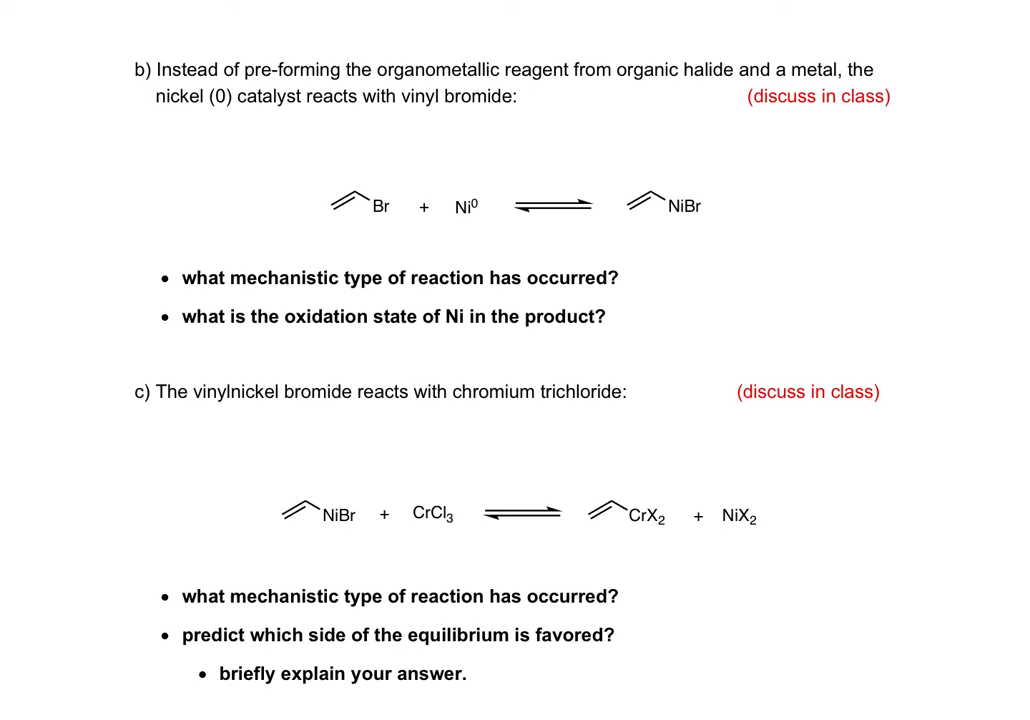 b) Instead of pre-forming the organometallic reagent from organic halide and a metal, the
nickel (0) catalyst reacts with vinyl bromide: (discuss in class)
Br + Ni⁰ NiBr
• what mechanistic type of reaction has occurred?
• what is the oxidation state of Ni in the product?
c) The vinylnickel bromide reacts with chromium trichloride: (discuss in class)
NiBr + CrCl₃ CrX₂ + NiX₂
• what mechanistic type of reaction has occurred?
• predict which side of the equilibrium is favored?
• briefly explain your answer.